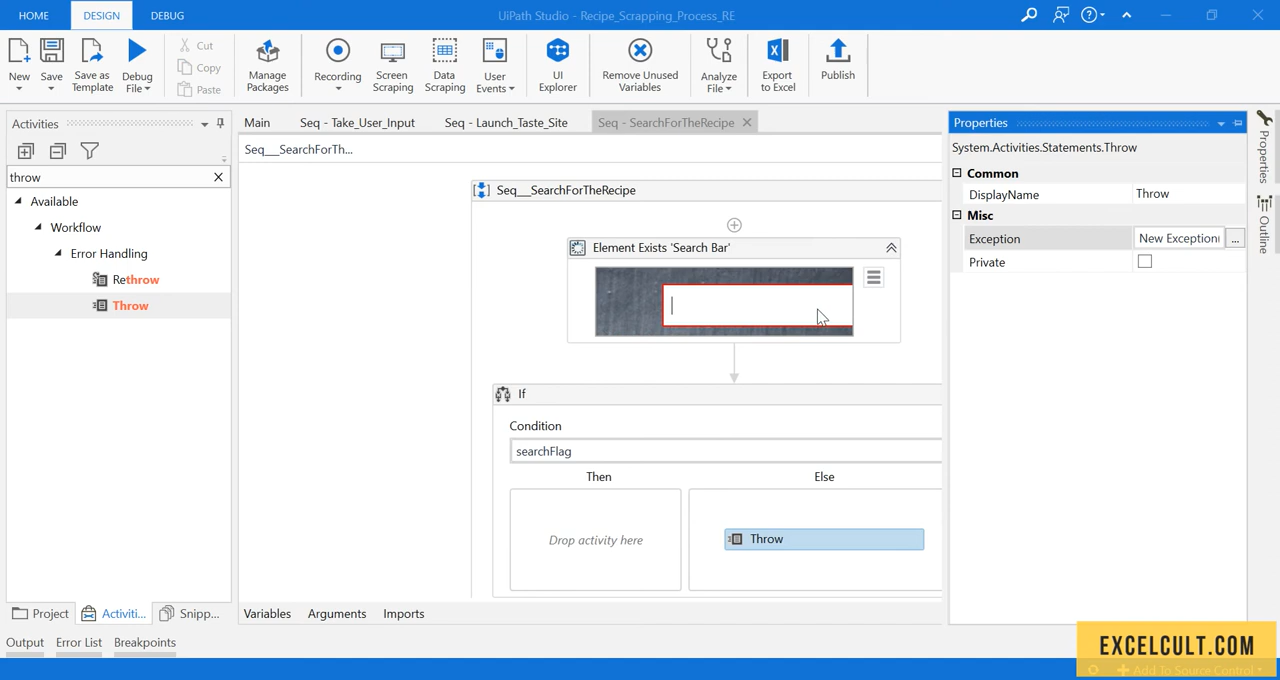 HOME DESIGN DEBUG
UiPath Studio - Recipe_Scrapping_Process_RE
New
Save
Save as Template
Debug File
Cut
Copy
Paste
Manage Packages
Recording
Screen Scraping
Data Scraping
User Events
UI Explorer
Remove Unused Variables
Analyze File
Export to Excel
Publish
Activities
throw
Available
Workflow
Error Handling
Rethrow
Throw
Project
Activiti...
Snipp...
Main
Seq - Take_User_Input
Seq - Launch_Taste_Site
Seq - SearchForTheRecipe
Seq___SearchForTh...
Seq___SearchForTheRecipe
Element Exists 'Search Bar'
If
Condition
searchFlag
Then
Else
Drop activity here
Throw
Variables
Arguments
Imports
Properties
System.Activities.Statements.Throw
Common
DisplayName Throw
Misc
Exception New Exception( ...
Private
Properties
Outline
Output
Error List
Breakpoints
EXCELCULT.COM
Add To Source Control